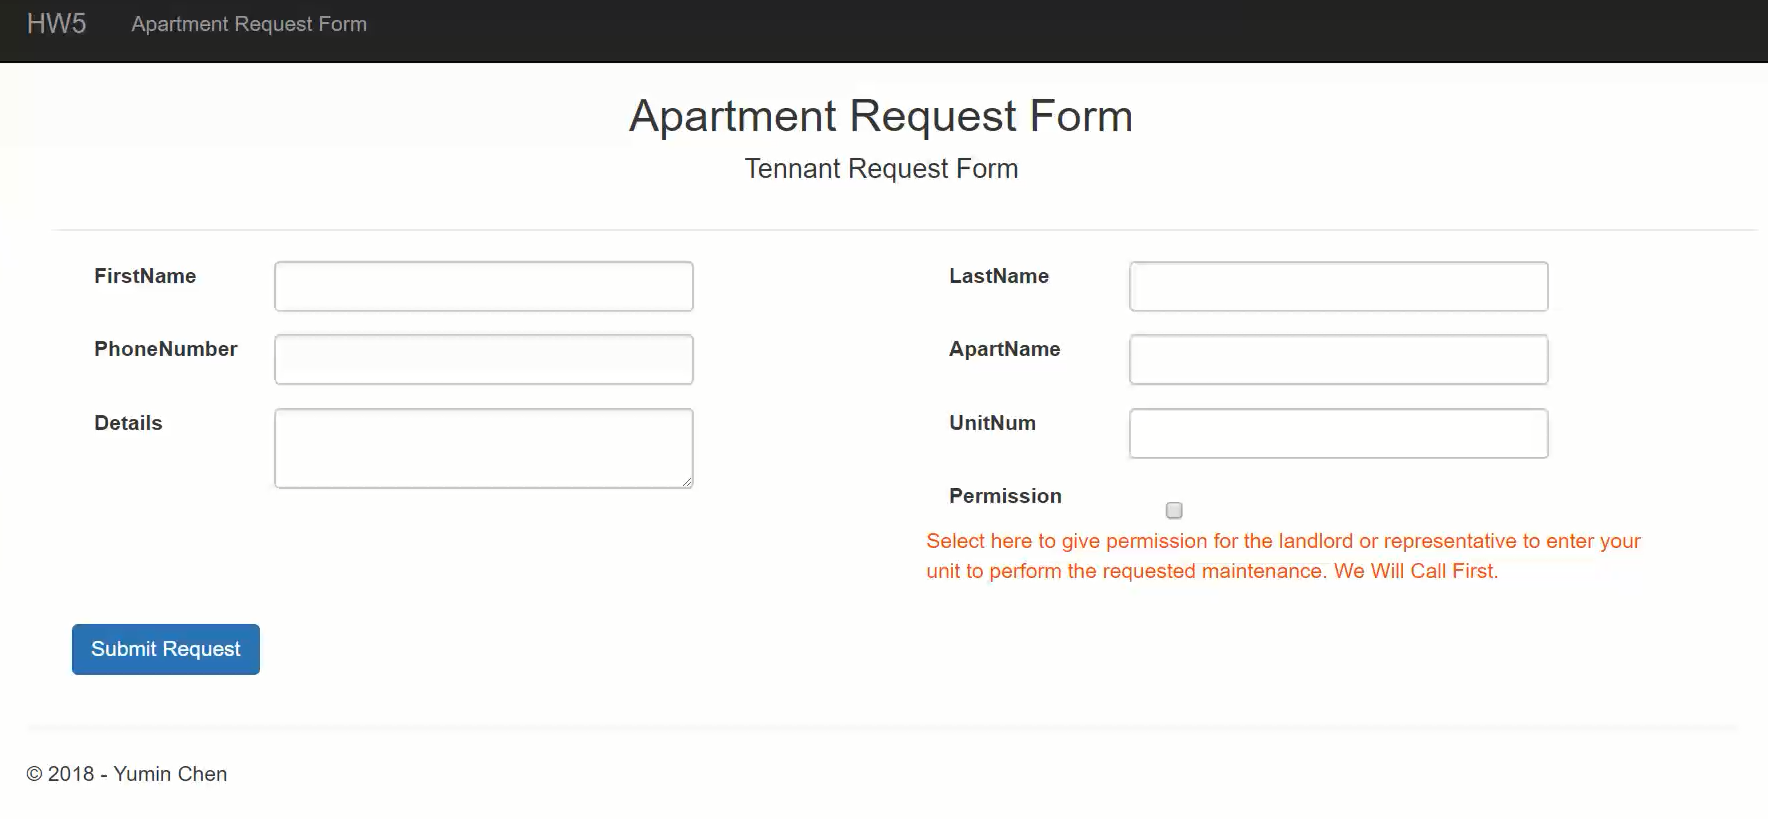 HW5 Apartment Request Form
Apartment Request Form
Tennant Request Form
FirstName LastName
PhoneNumber ApartName
Details UnitNum
Permission
Select here to give permission for the landlord or representative to enter your
unit to perform the requested maintenance. We Will Call First.
Submit Request
© 2018 - Yumin Chen